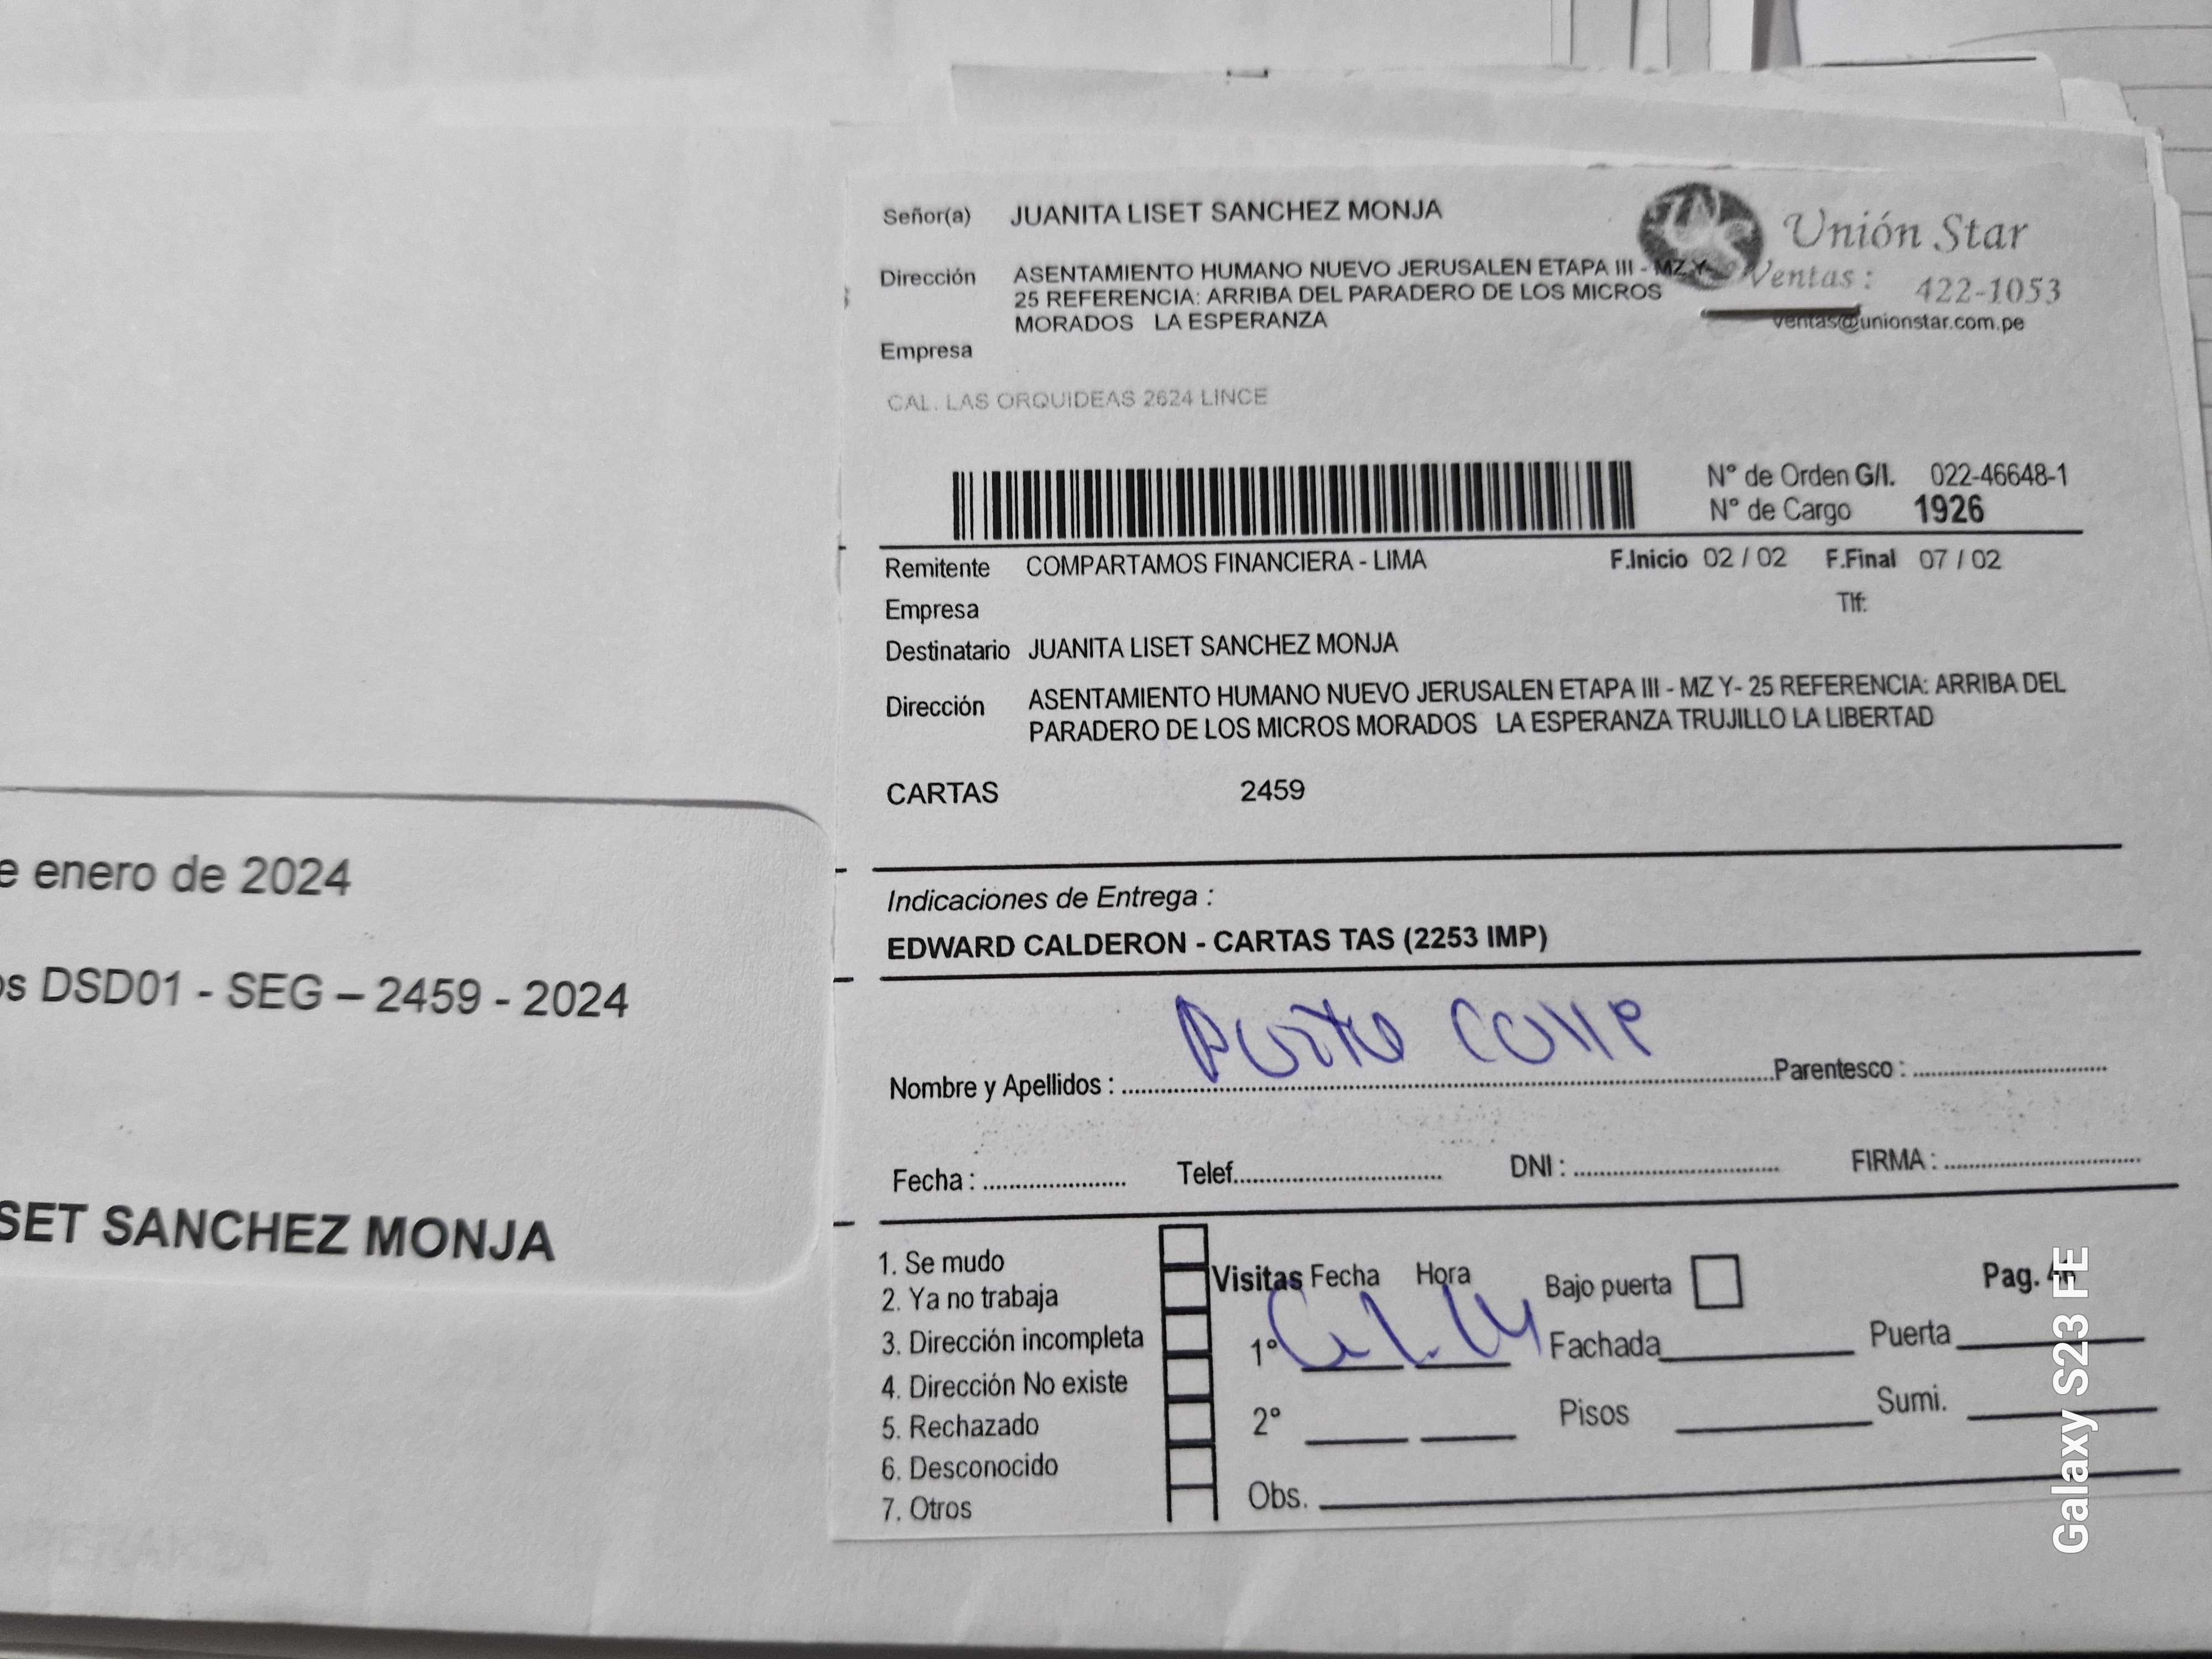 Señor(a) JUANITA LISET SANCHEZ MONJA
Dirección ASENTAMIENTO HUMANO NUEVO JERUSALEN ETAPA III - MZ Y-
25 REFERENCIA: ARRIBA DEL PARADERO DE LOS MICROS
MORADOS LA ESPERANZA
Empresa
CAL. LAS ORQUIDEAS 2624 LINCE
Unión Star
Ventas: 422-1053
ventas@unionstar.com.pe
N° de Orden G/I. 022-46648-1
N° de Cargo 1926
Remitente COMPARTAMOS FINANCIERA - LIMA F.Inicio 02 / 02 F.Final 07 / 02
Empresa Tlf:
Destinatario JUANITA LISET SANCHEZ MONJA
Dirección ASENTAMIENTO HUMANO NUEVO JERUSALEN ETAPA III - MZ Y- 25 REFERENCIA: ARRIBA DEL
PARADERO DE LOS MICROS MORADOS LA ESPERANZA TRUJILLO LA LIBERTAD
CARTAS 2459
Indicaciones de Entrega :
EDWARD CALDERON - CARTAS TAS (2253 IMP)
Nombre y Apellidos : Parentesco :
Fecha : Telef. DNI : FIRMA :
1. Se mudo
2. Ya no trabaja
3. Dirección incompleta
4. Dirección No existe
5. Rechazado
6. Desconocido
7. Otros
Visitas Fecha Hora Bajo puerta Pag.
1° Fachada Puerta
2° Pisos Sumi.
Obs.
e enero de 2024
os DSD01 - SEG – 2459 - 2024
SET SANCHEZ MONJA
Galaxy S23 FE